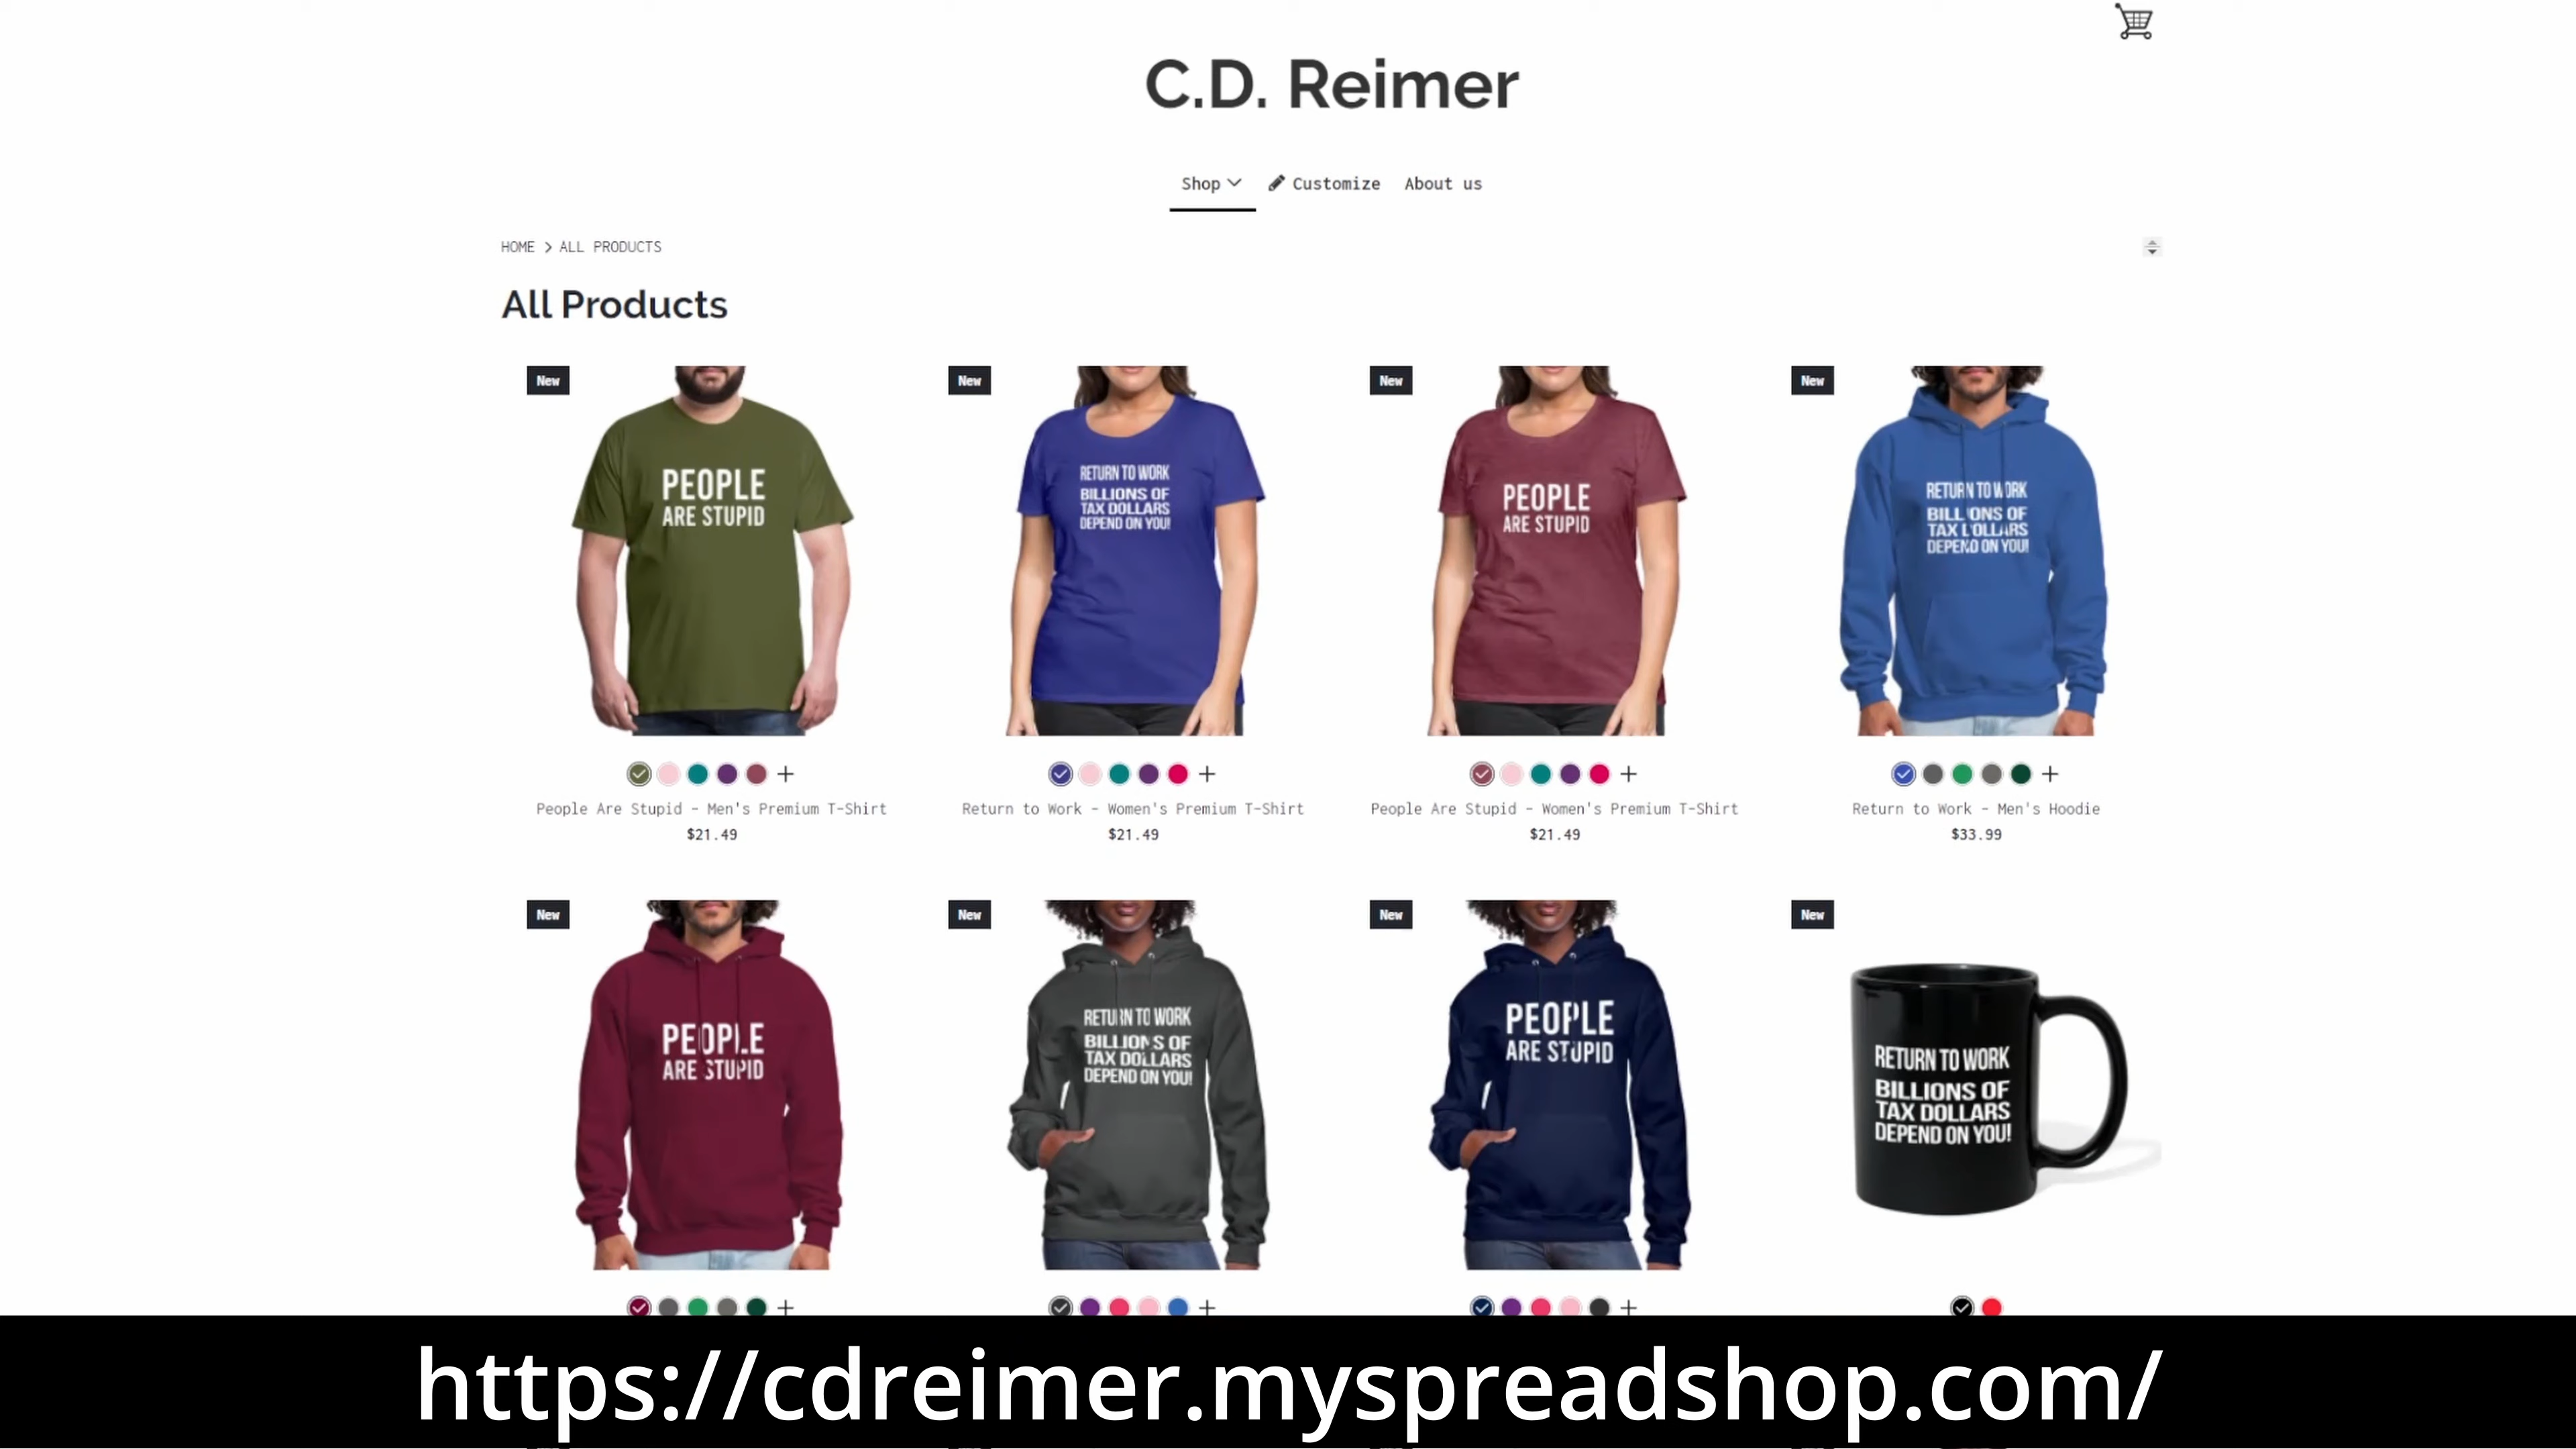 C.D. Reimer
Shop Customize About us
HOME > ALL PRODUCTS
All Products
New New New New
PEOPLE
ARE STUPID
RETURN TO WORK
BILLIONS OF
TAX DOLLARS
DEPEND ON YOU!
PEOPLE
ARE STUPID
RETURN TO WORK
BILLIONS OF
TAX DOLLARS
DEPEND ON YOU!
People Are Stupid - Men's Premium T-Shirt
$21.49
Return to Work - Women's Premium T-Shirt
$21.49
People Are Stupid - Women's Premium T-Shirt
$21.49
Return to Work - Men's Hoodie
$33.99
New New New New
PEOPLE
ARE STUPID
RETURN TO WORK
BILLIONS OF
TAX DOLLARS
DEPEND ON YOU!
PEOPLE
ARE STUPID
RETURN TO WORK
BILLIONS OF
TAX DOLLARS
DEPEND ON YOU!
https://cdreimer.myspreadshop.com/